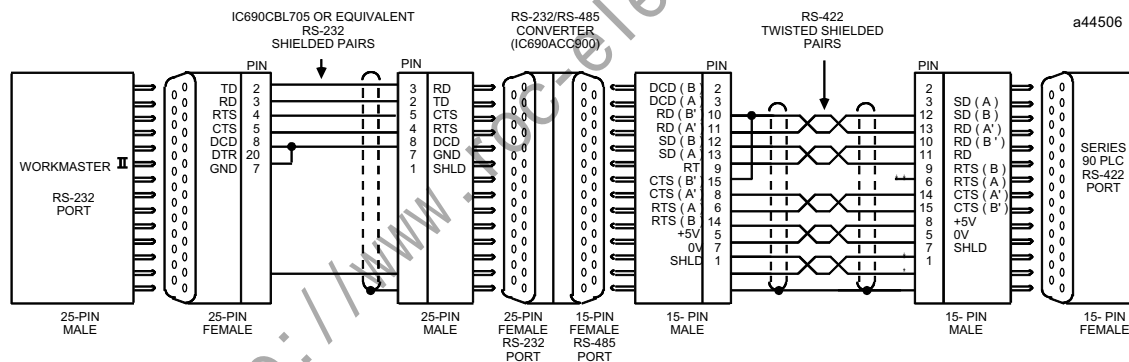 IC690CBL705 OR EQUIVALENT
RS-232
SHIELDED PAIRS
RS-232/RS-485
CONVERTER
(IC690ACC900)
RS-422
TWISTED SHIELDED
PAIRS
a44506
WORKMASTER II
RS-232
PORT
PIN
TD 2
RD 3
RTS 4
CTS 5
DCD 8
DTR 20
GND 7
PIN
3 RD
2 TD
5 CTS
4 RTS
8 DCD
7 GND
1 SHLD
PIN
DCD ( B ) 2
DCD ( A ) 3
RD ( B' ) 10
RD ( A' ) 11
SD ( B ) 12
SD ( A ) 13
RT 9
CTS ( B' ) 15
CTS ( A' ) 8
RTS ( A ) 6
RTS ( B ) 14
+5V 5
0V 7
SHLD 1
PIN
2
3 SD ( A )
12 SD ( B )
13 RD ( A' )
10 RD ( B' )
11 RD
9 RTS ( B )
6 RTS ( A )
14 CTS ( A' )
15 CTS ( B' )
8 +5V
5 0V
7 SHLD
1
SERIES
90 PLC
RS-422
PORT
25-PIN
MALE
25-PIN
FEMALE
25-PIN
MALE
25-PIN
FEMALE
RS-232
PORT
15-PIN
FEMALE
RS-485
PORT
15- PIN
MALE
15- PIN
MALE
15- PIN
FEMALE
p://www.roc-ele